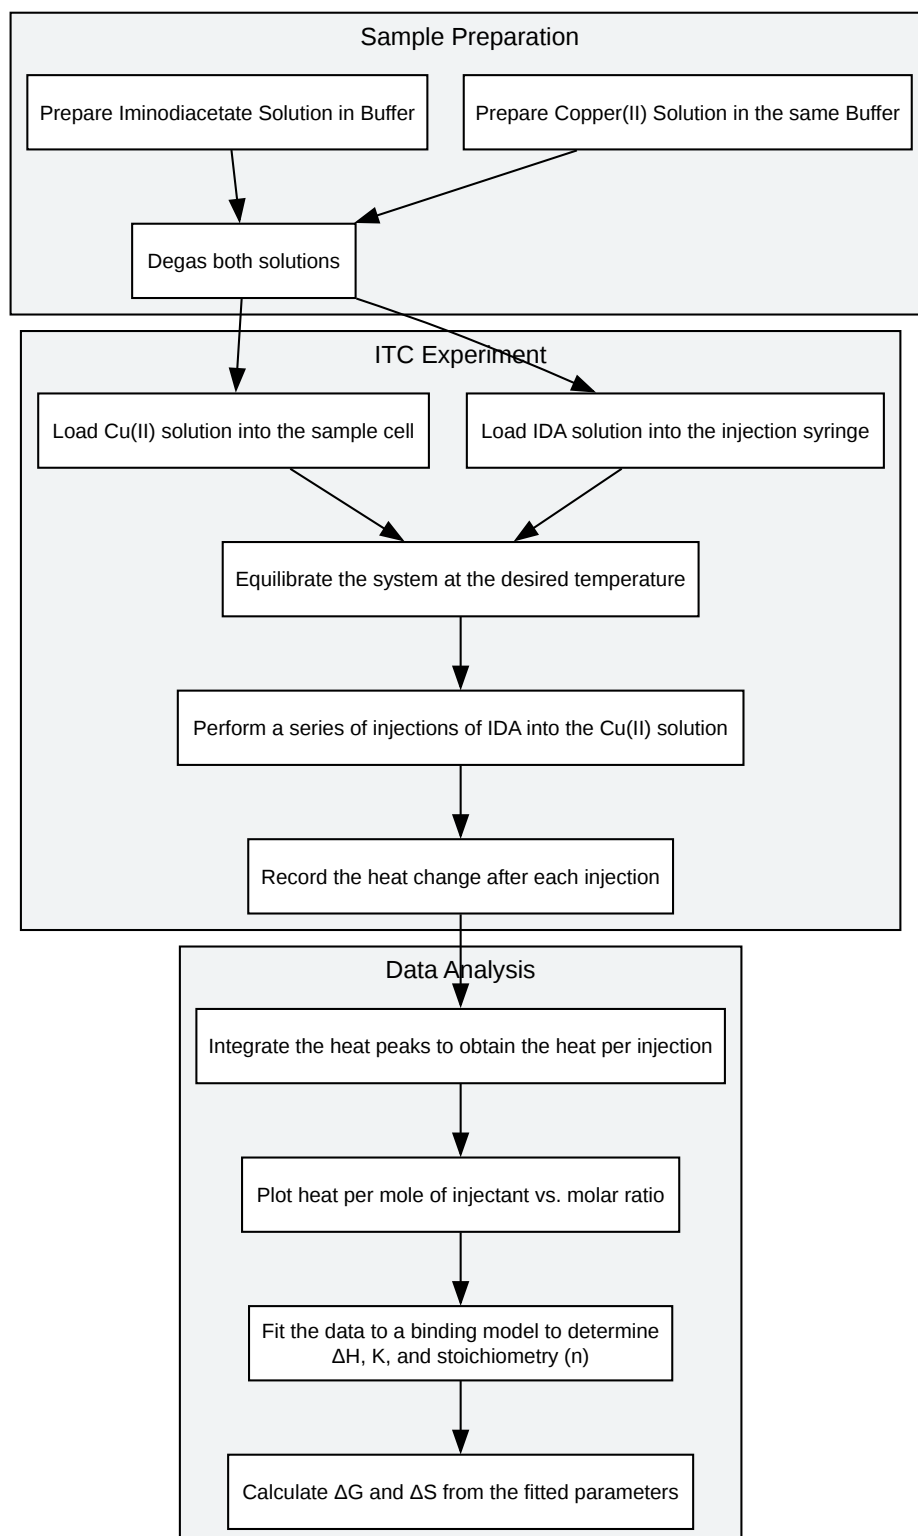 Sample Preparation
Prepare Iminodiacetate Solution in Buffer
Prepare Copper(II) Solution in the same Buffer
Degas both solutions
ITC Experiment
Load Cu(II) solution into the sample cell
Load IDA solution into the injection syringe
Equilibrate the system at the desired temperature
Perform a series of injections of IDA into the Cu(II) solution
Record the heat change after each injection
Data Analysis
Integrate the heat peaks to obtain the heat per injection
Plot heat per mole of injectant vs. molar ratio
Fit the data to a binding model to determine
ΔH, K, and stoichiometry (n)
Calculate ΔG and ΔS from the fitted parameters